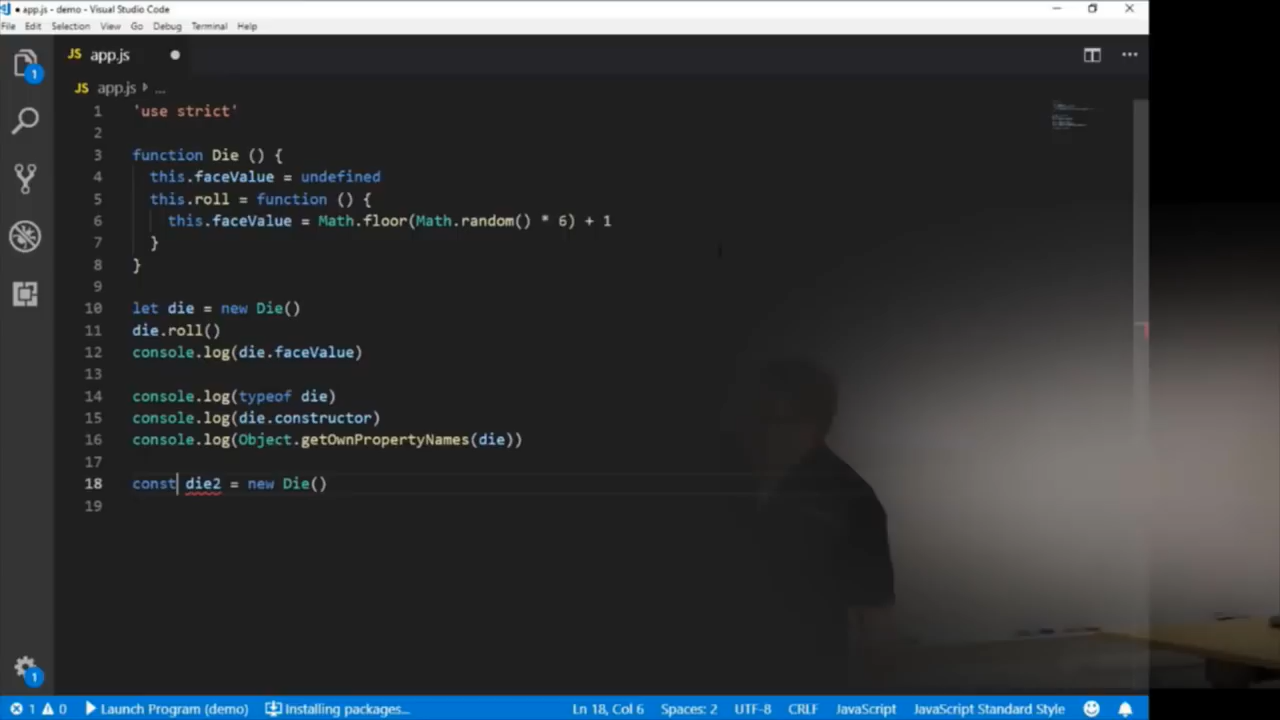 ● app.js - demo - Visual Studio Code
File Edit Selection View Go Debug Terminal Help
1
JS app.js ●
JS app.js ...
1 'use strict'
2
3 function Die () {
4 this.faceValue = undefined
5 this.roll = function () {
6 this.faceValue = Math.floor(Math.random() * 6) + 1
7 }
8 }
9
10 let die = new Die()
11 die.roll()
12 console.log(die.faceValue)
13
14 console.log(typeof die)
15 console.log(die.constructor)
16 console.log(Object.getOwnPropertyNames(die))
17
18 const die2 = new Die()
19
1
1 0 Launch Program (demo) Installing packages... Ln 18, Col 6 Spaces: 2 UTF-8 CRLF JavaScript JavaScript Standard Style